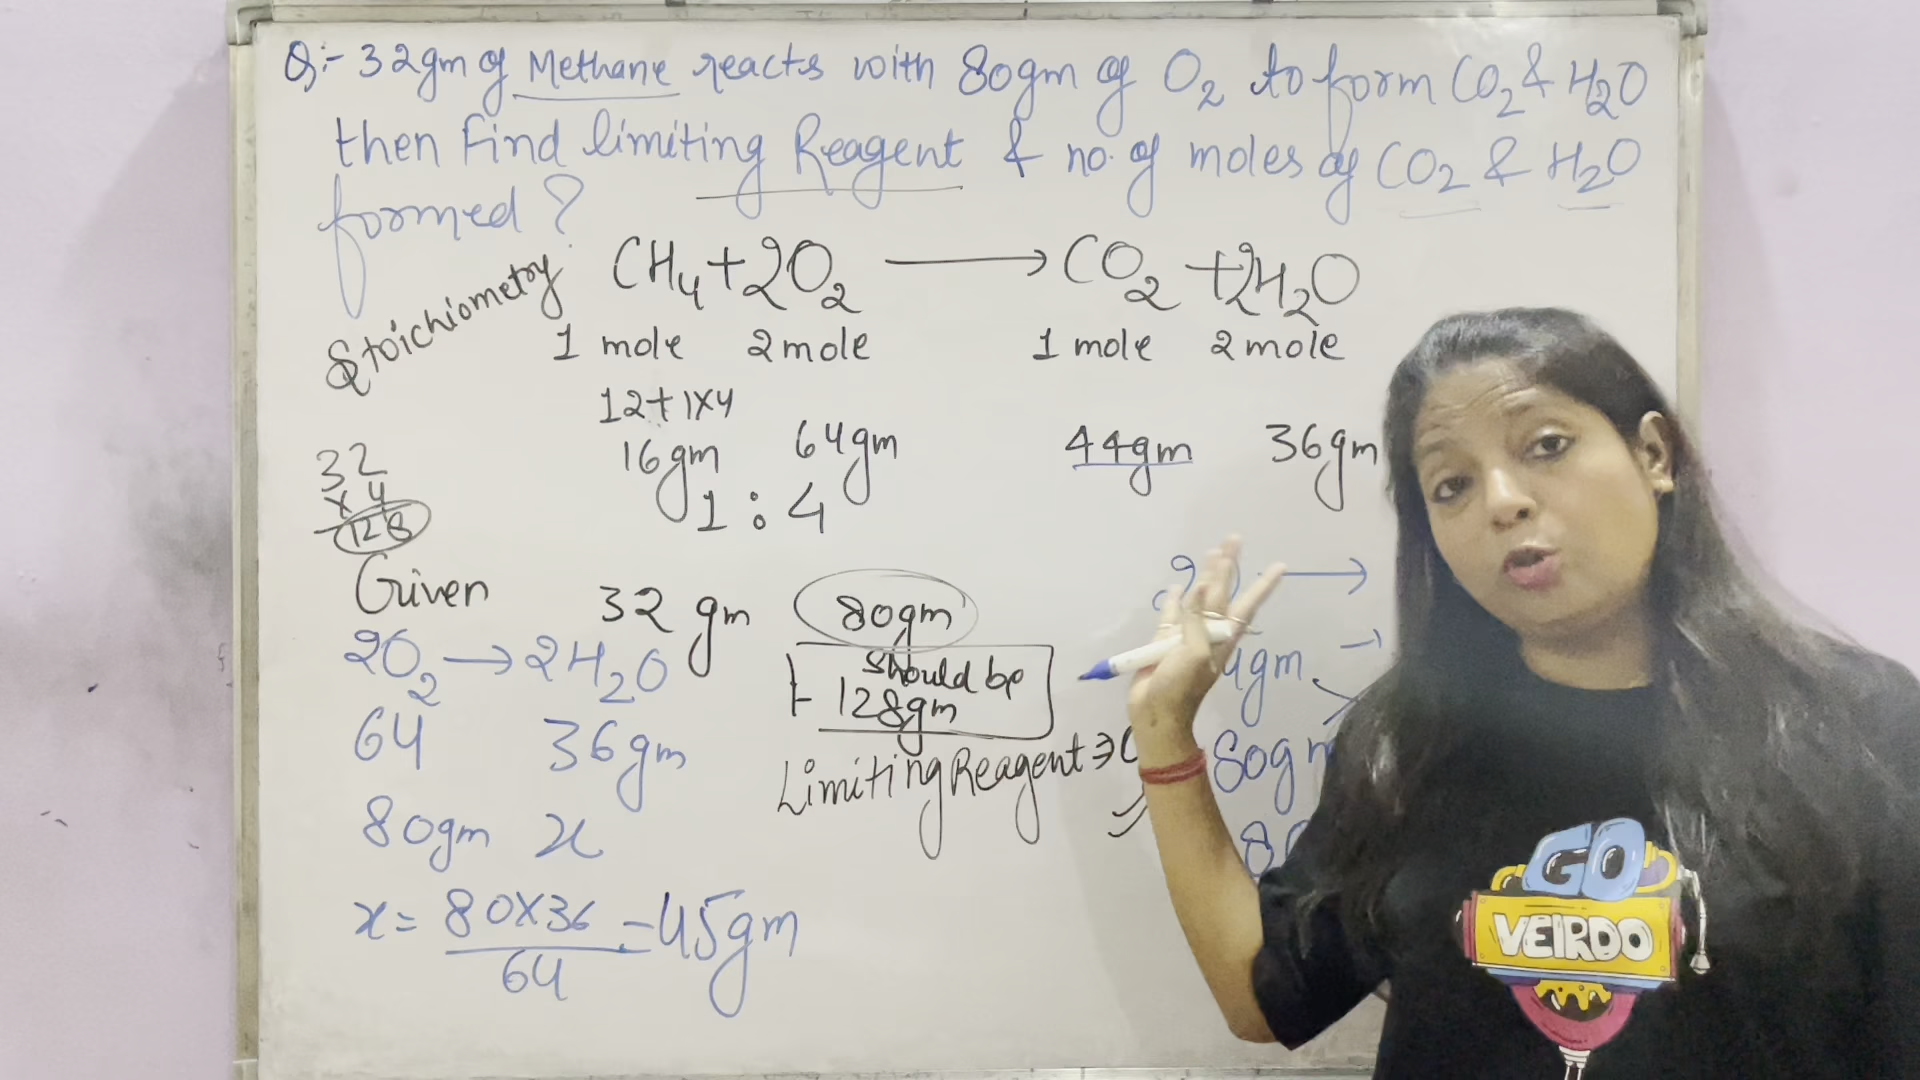 Q:- 32gm of Methane reacts with 80gm of O2 to form CO2 & H2O
then Find limiting Reagent & no. of moles of CO2 & H2O
formed?
Stoichiometry
CH4 + 2O2 → CO2 + 2H2O
1 mole 2 mole 1 mole 2 mole
12+1x4
16gm 64gm 44gm 36gm
1 : 4
32
x 4
128
Given 32 gm 80gm
should be
128gm
Limiting Reagent ⇒
2O2 → 2H2O
64 36gm
80gm x
x = 80X36 = 45gm
64
80gm
GO
VEIRDO